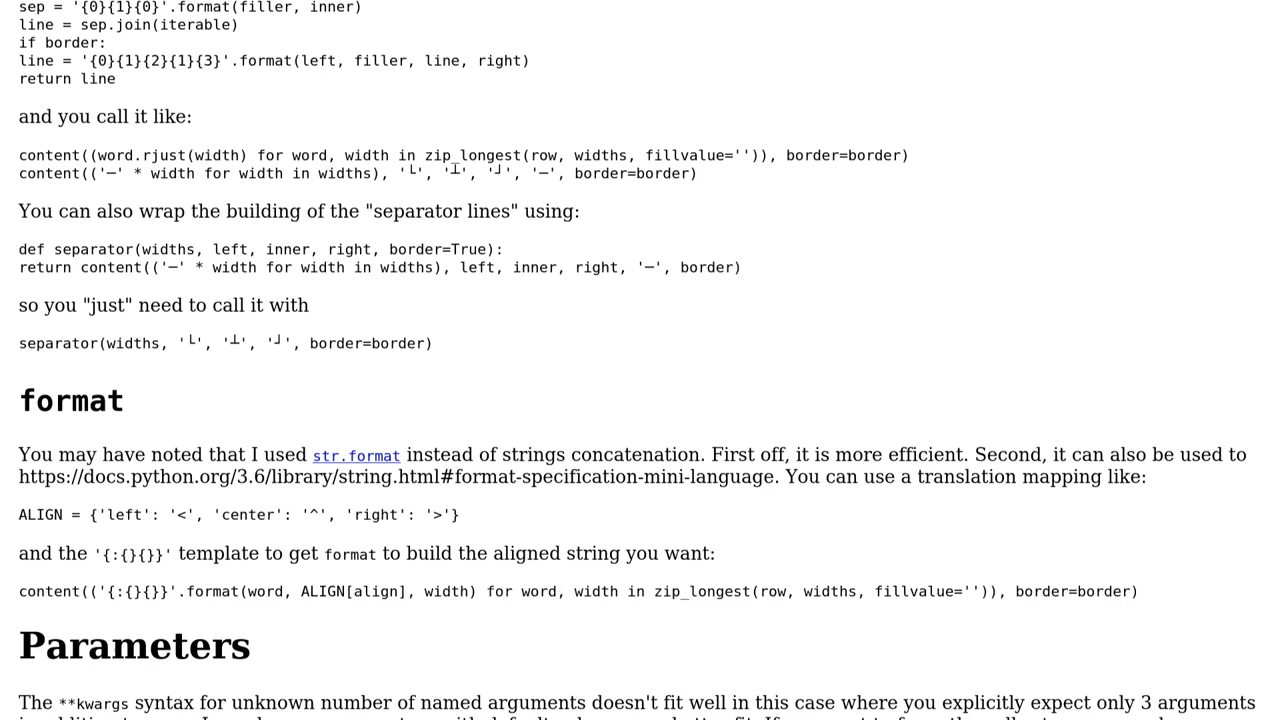 sep = '{0}{1}{0}'.format(filler, inner)
line = sep.join(iterable)
if border:
line = '{0}{1}{2}{1}{3}'.format(left, filler, line, right)
return line
and you call it like:
content((word.rjust(width) for word, width in zip_longest(row, widths, fillvalue='')), border=border)
content(('─' * width for width in widths), '└', '┴', '┘', '─', border=border)
You can also wrap the building of the "separator lines" using:
def separator(widths, left, inner, right, border=True):
return content(('─' * width for width in widths), left, inner, right, '─', border)
so you "just" need to call it with
separator(widths, '└', '┴', '┘', border=border)
format
You may have noted that I used str.format instead of strings concatenation. First off, it is more efficient. Second, it can also be used to
https://docs.python.org/3.6/library/string.html#format-specification-mini-language. You can use a translation mapping like:
ALIGN = {'left': '<', 'center': '^', 'right': '>'}
and the '{:{}{}}' template to get format to build the aligned string you want:
content(('{:{}{}}'.format(word, ALIGN[align], width) for word, width in zip_longest(row, widths, fillvalue='')), border=border)
Parameters
The **kwargs syntax for unknown number of named arguments doesn't fit well in this case where you explicitly expect only 3 arguments